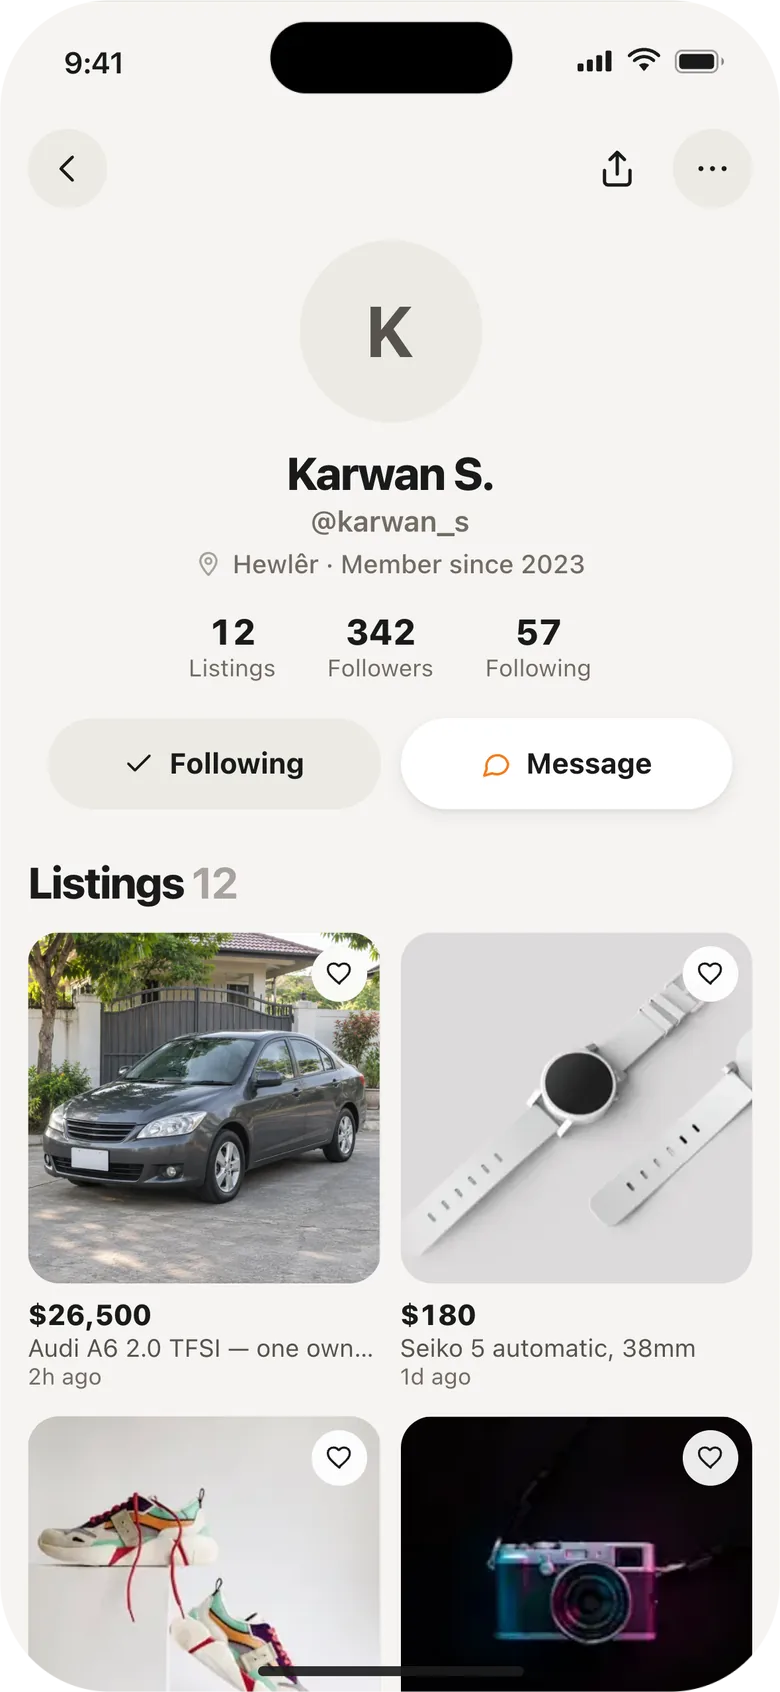 9:41
K
Karwan S.
@karwan_s
Hewlêr · Member since 2023
12 342 57
Listings Followers Following
Following Message
Listings 12
$26,500 $180
Audi A6 2.0 TFSI — one own... Seiko 5 automatic, 38mm
2h ago 1d ago